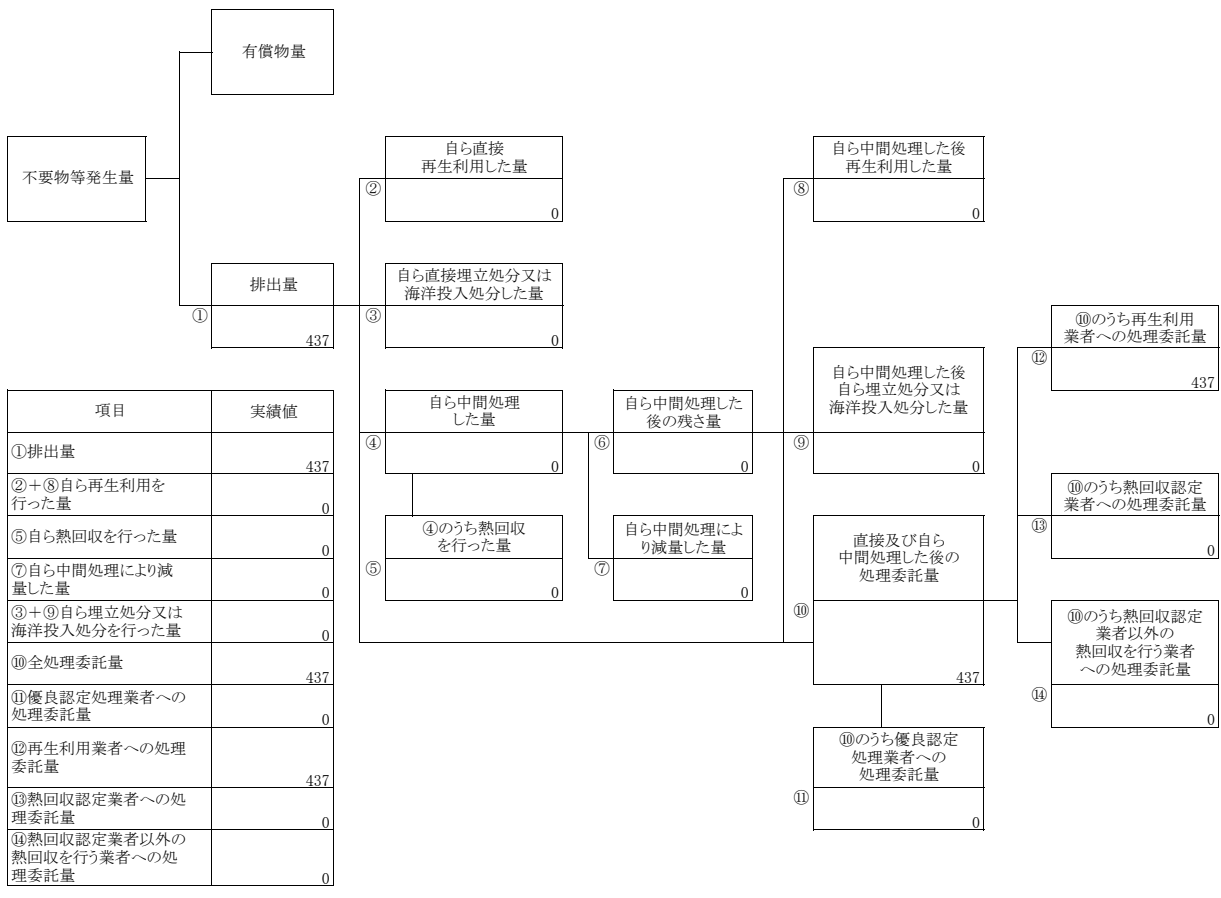 有償物量
不要物等発生量
自ら直接
再生利用した量
②
0
自ら中間処理した後
再生利用した量
⑧
0
排出量
①
437
自ら直接埋立処分又は
海洋投入処分した量
③
0
⑩のうち再生利用
業者への処理委託量
⑫
437
自ら中間処理
した量
④
0
自ら中間処理した
後の残さ量
⑥
0
自ら中間処理した後
自ら埋立処分又は
海洋投入処分した量
⑨
0
④のうち熱回収
を行った量
⑤
0
自ら中間処理によ
り減量した量
⑦
0
直接及び自ら
中間処理した後の
処理委託量
⑩
437
⑩のうち熱回収認定
業者への処理委託量
⑬
0
⑩のうち熱回収認定
業者以外の
熱回収を行う業者
への処理委託量
⑭
0
⑩のうち優良認定
処理業者への
処理委託量
⑪
0
項目 実績値
①排出量
437
②＋⑧自ら再生利用を
行った量
0
⑤自ら熱回収を行った量
0
⑦自ら中間処理により減
量した量
0
③＋⑨自ら埋立処分又は
海洋投入処分を行った量
0
⑩全処理委託量
437
⑪優良認定処理業者への
処理委託量
0
⑫再生利用業者への処理
委託量
437
⑬熱回収認定業者への処
理委託量
0
⑭熱回収認定業者以外の
熱回収を行う業者への処
理委託量
0